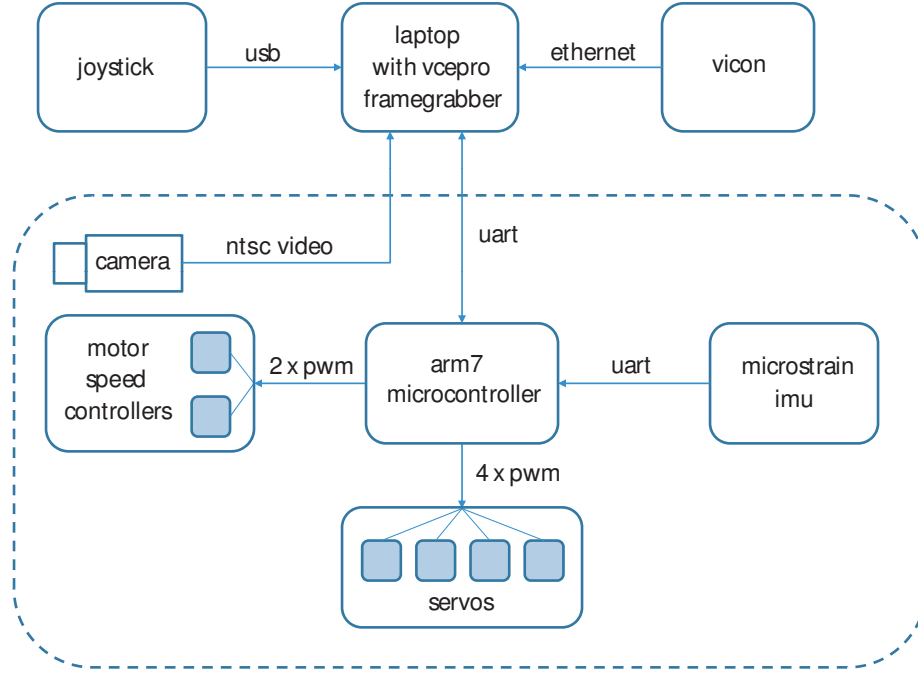 joystick
usb
laptop
with vcepro
framegrabber
ethernet
vicon
camera
ntsc video
uart
motor
speed
controllers
2 x pwm
arm7
microcontroller
uart
microstrain
imu
4 x pwm
servos